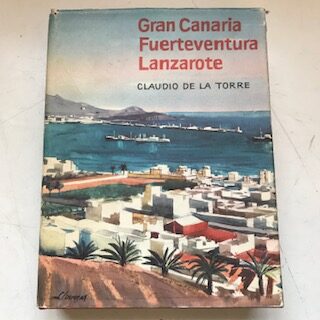 Gran Canaria
Fuerteventura
Lanzarote
CLAUDIO DE LA TORRE